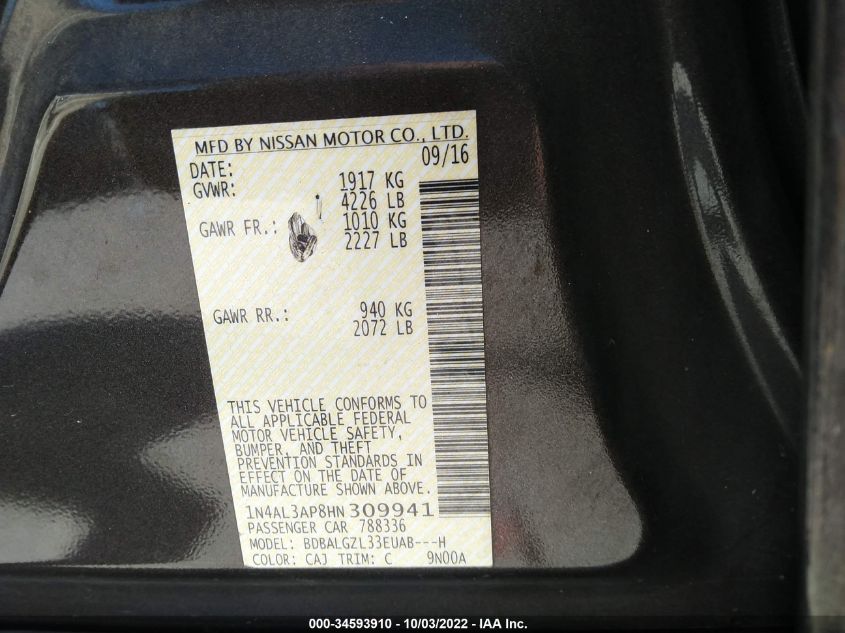 MFD BY NISSAN MOTOR CO., LTD.
DATE: 09/16
GVWR: 1917 KG
4226 LB
GAWR FR.: 1010 KG
2227 LB
GAWR RR.: 940 KG
2072 LB
THIS VEHICLE CONFORMS TO
ALL APPLICABLE FEDERAL
MOTOR VEHICLE SAFETY,
BUMPER, AND THEFT
PREVENTION STANDARDS IN
EFFECT ON THE DATE OF
MANUFACTURE SHOWN ABOVE.
1N4AL3AP8HN 309941
PASSENGER CAR 788336
MODEL: BDBALGZL33EUAB---H
COLOR: CAJ TRIM: C 9N00A
000-34593910 - 10/03/2022 - IAA Inc.